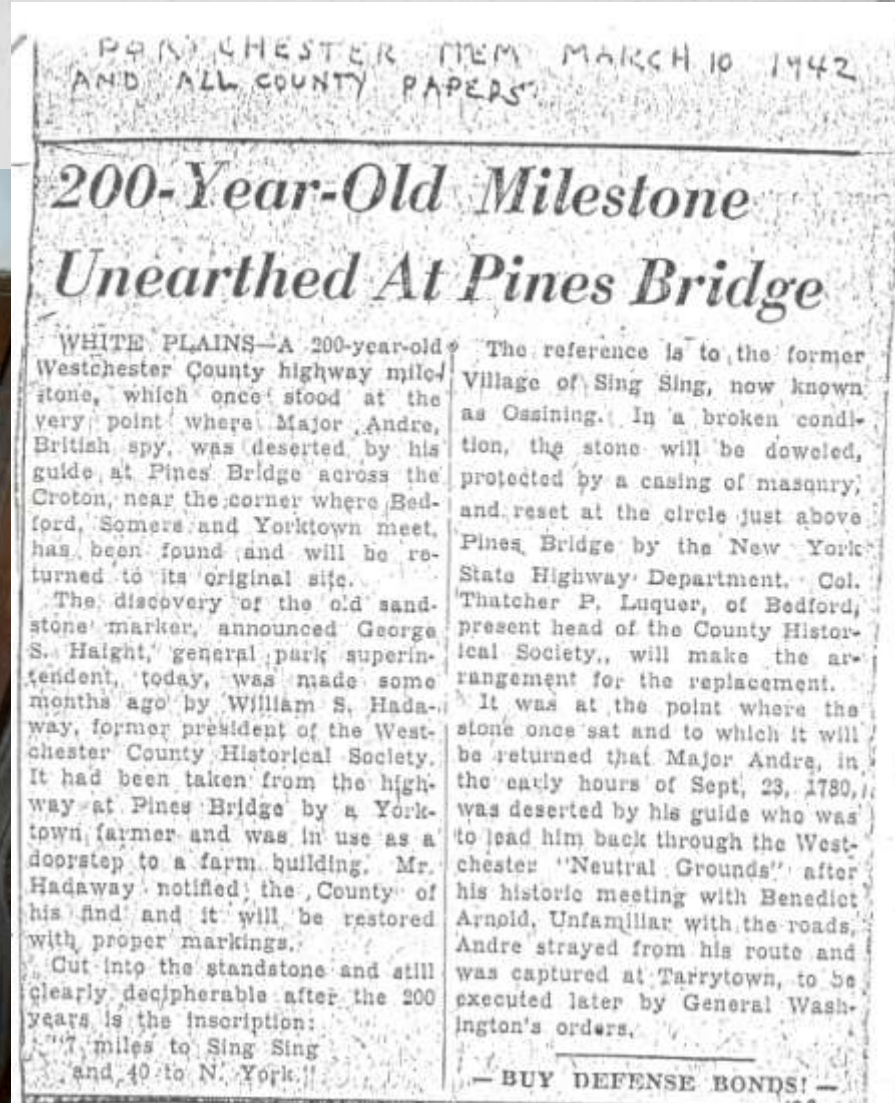 PORTCHESTER MEM MARCH 10 1942
AND ALL COUNTY PAPERS
200-Year-Old Milestone
Unearthed At Pines Bridge
WHITE PLAINS—A 200-year-old
Westchester County highway mile-
stone, which once stood at the
very point where Major Andre,
British spy, was deserted by his
guide at Pines Bridge across the
Croton, near the corner where Bed-
ford, Somers and Yorktown meet,
has been found and will be re-
turned to its original site.
The discovery of the old sand-
stone marker, announced George
S. Haight, general park superin-
tendent, today, was made some
months ago by William S. Hada-
way, former president of the West-
chester County Historical Society.
It had been taken from the high-
way at Pines Bridge by a York-
town farmer and was in use as a
doorstep to a farm building. Mr.
Hadaway notified the County of
his find and it will be restored
with proper markings.
Cut into the standstone and still
clearly decipherable after the 200
years is the inscription:
"7 miles to Sing Sing
and 40 to N. York."
The reference is to the former
Village of Sing Sing, now known
as Ossining. In a broken condi-
tion, the stone will be doweled,
protected by a casing of masonry,
and reset at the circle just above
Pines Bridge by the New York
State Highway Department. Col.
Thatcher P. Luquer, of Bedford,
present head of the County Histor-
ical Society., will make the ar-
rangement for the replacement.
It was at the point where the
stone once sat and to which it will
be returned that Major Andre, in
the early hours of Sept. 23, 1780,
was deserted by his guide who was
to lead him back through the West-
chester "Neutral Grounds" after
his historic meeting with Benedict
Arnold. Unfamiliar with the roads,
Andre strayed from his route and
was captured at Tarrytown, to be
executed later by General Wash-
ington's orders.
— BUY DEFENSE BONDS! —